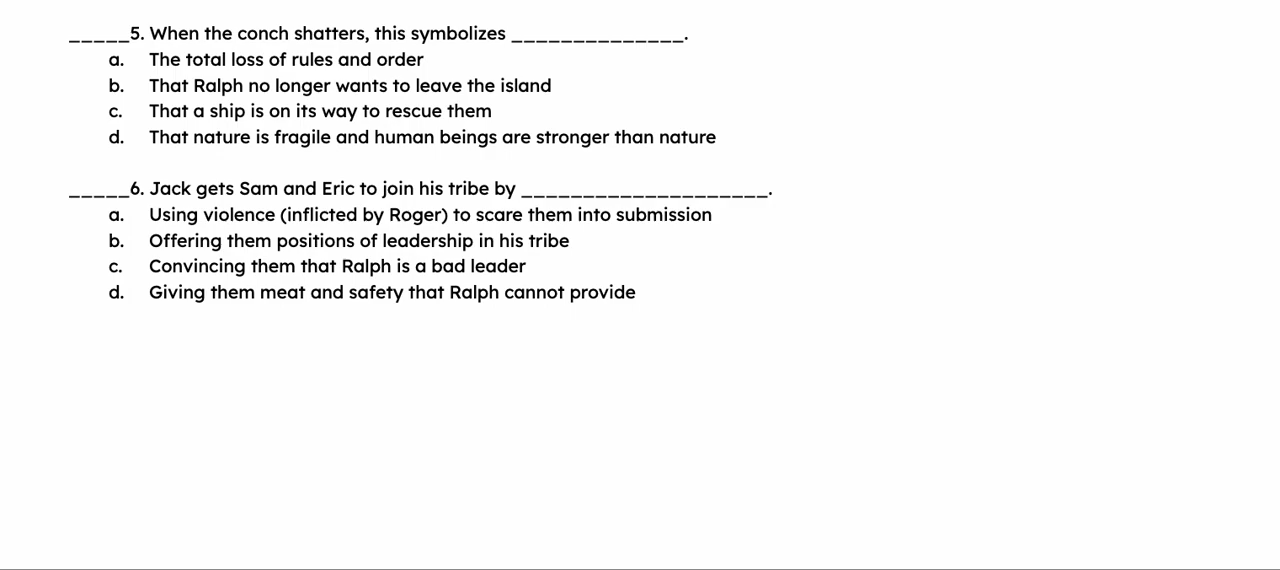 _____5. When the conch shatters, this symbolizes ______________.
a. The total loss of rules and order
b. That Ralph no longer wants to leave the island
c. That a ship is on its way to rescue them
d. That nature is fragile and human beings are stronger than nature
_____6. Jack gets Sam and Eric to join his tribe by ____________________.
a. Using violence (inflicted by Roger) to scare them into submission
b. Offering them positions of leadership in his tribe
c. Convincing them that Ralph is a bad leader
d. Giving them meat and safety that Ralph cannot provide